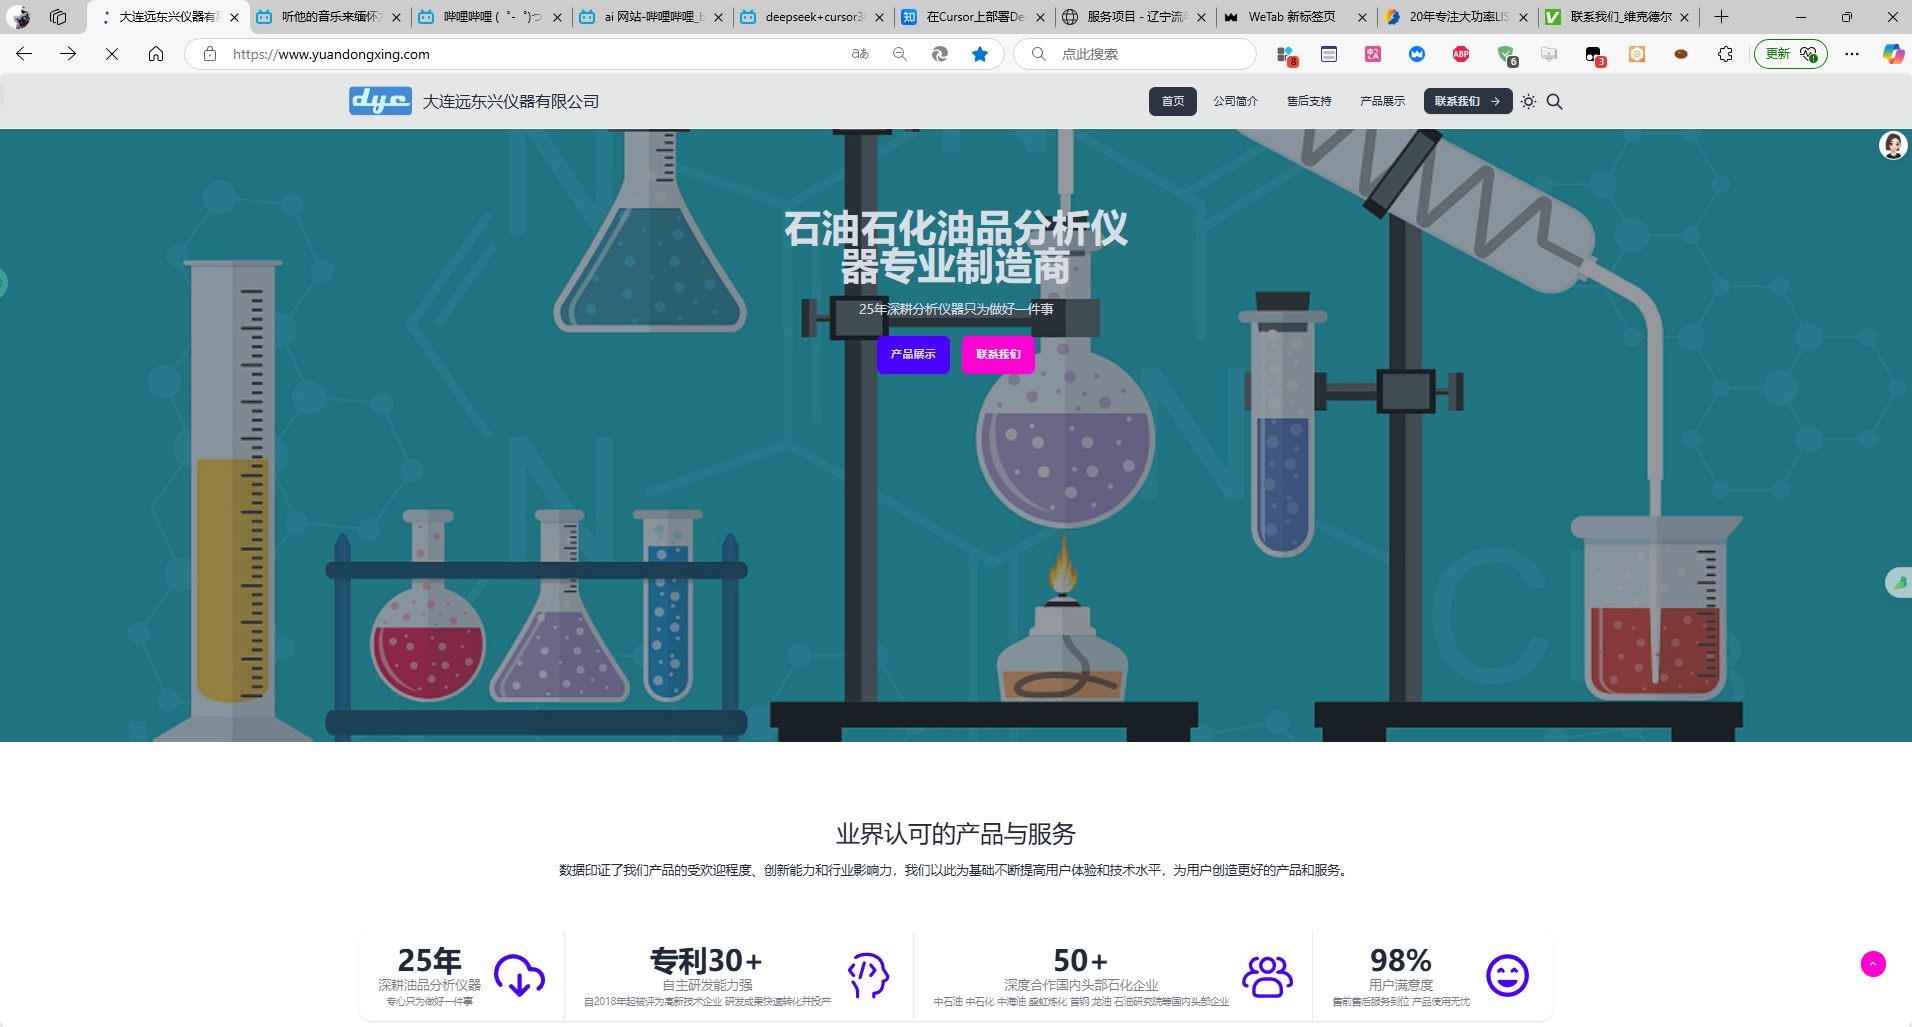 大连远东兴仪器有
听他的音乐来缅怀
哔哩哔哩 (゜-゜)つ
ai 网站-哔哩哔哩_b
deepseek+cursor3
在Cursor上部署De
服务项目 - 辽宁流
WeTab 新标签页
20年专注大功率LIS
联系我们_维克德尔
https://www.yuandongxing.com
aあ
点此搜索
8
ABP
6
3
更新
dyc
大连远东兴仪器有限公司
首页
公司简介
售后支持
产品展示
联系我们
石油石化油品分析仪
器专业制造商
25年深耕分析仪器只为做好一件事
产品展示
联系我们
业界认可的产品与服务
数据印证了我们产品的受欢迎程度、创新能力和行业影响力，我们以此为基础不断提高用户体验和技术水平，为用户创造更好的产品和服务。
25年
深耕油品分析仪器
专心只为做好一件事
专利30+
自主研发能力强
自2018年起被评为高新技术企业 研发成果快速转化并投产
50+
深度合作国内头部石化企业
中石油 中石化 中海油 盛虹炼化 首钢 龙油 石油研究院等国内头部企业
98%
用户满意度
售前售后服务到位 产品使用无忧